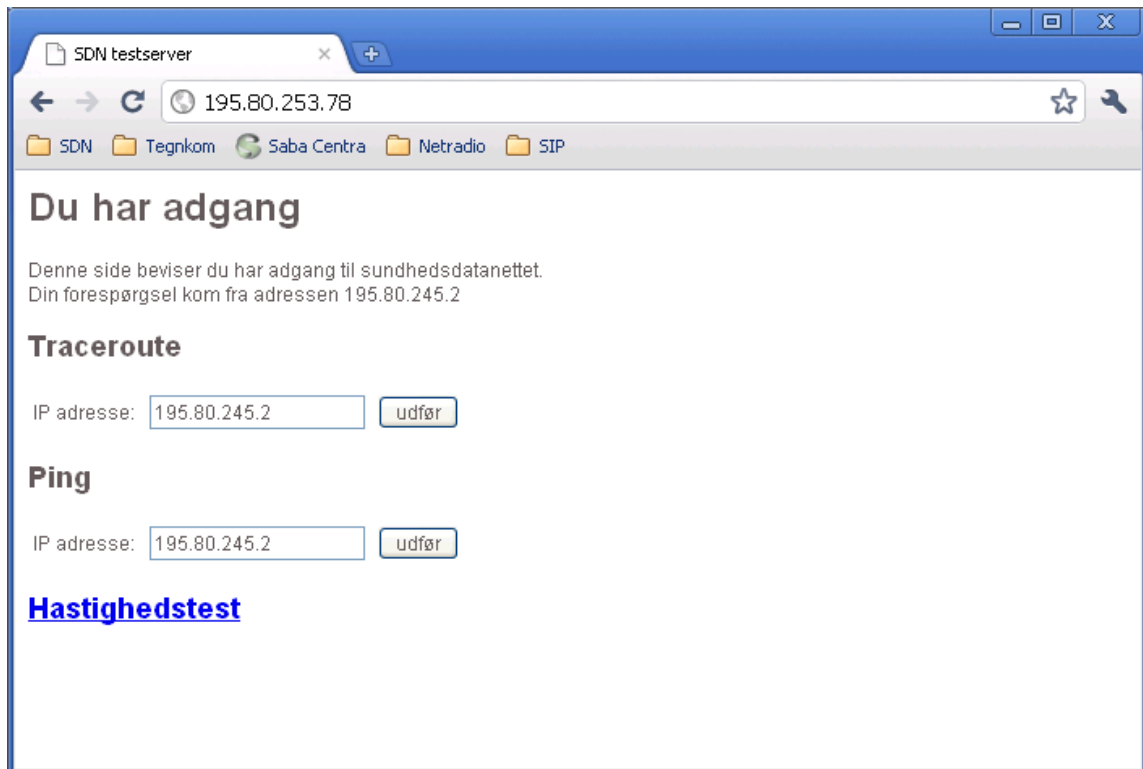 SDN testserver
195.80.253.78
SDN Tegnkom Saba Centra Netradio SIP
Du har adgang
Denne side beviser du har adgang til sundhedsdatanettet.
Din forespørgsel kom fra adressen 195.80.245.2
Traceroute
IP adresse: 195.80.245.2 udfør
Ping
IP adresse: 195.80.245.2 udfør
Hastighedstest